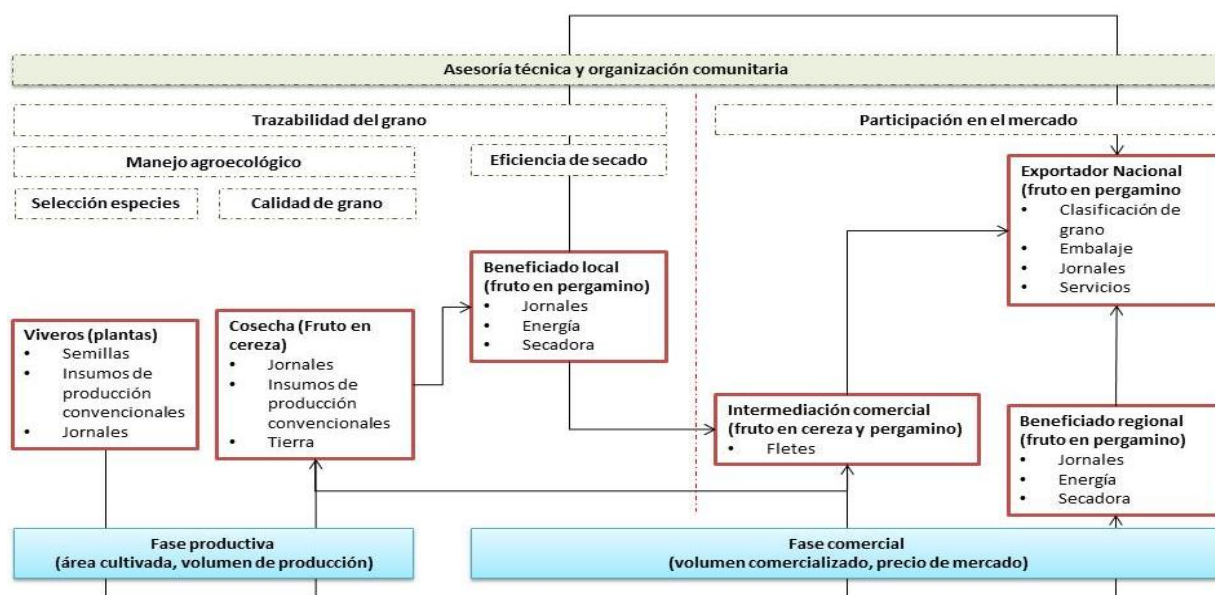 Asesoría técnica y organización comunitaria
Trazabilidad del grano
Participación en el mercado
Manejo agroecológico
Eficiencia de secado
Selección especies
Calidad de grano
Exportador Nacional
(fruto en pergamino
• Clasificación de
grano
• Embalaje
• Jornales
• Servicios
Beneficiado local
(fruto en pergamino)
• Jornales
• Energía
• Secadora
Viveros (plantas)
• Semillas
• Insumos de
producción
convencionales
• Jornales
Cosecha (Fruto en
cereza)
• Jornales
• Insumos de
producción
convencionales
• Tierra
Intermediación comercial
(fruto en cereza y pergamino)
• Fletes
Beneficiado regional
(fruto en pergamino)
• Jornales
• Energía
• Secadora
Fase productiva
(área cultivada, volumen de producción)
Fase comercial
(volumen comercializado, precio de mercado)